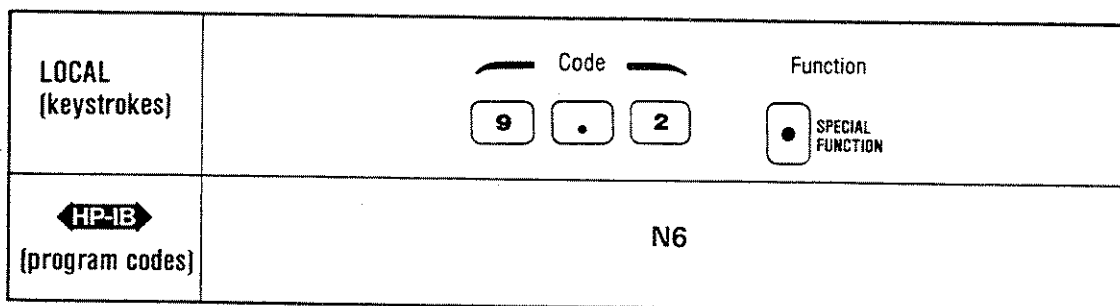 LOCAL
(keystrokes)
Code Function
9 . 2 SPECIAL
FUNCTION
HP-IB
(program codes)
N6